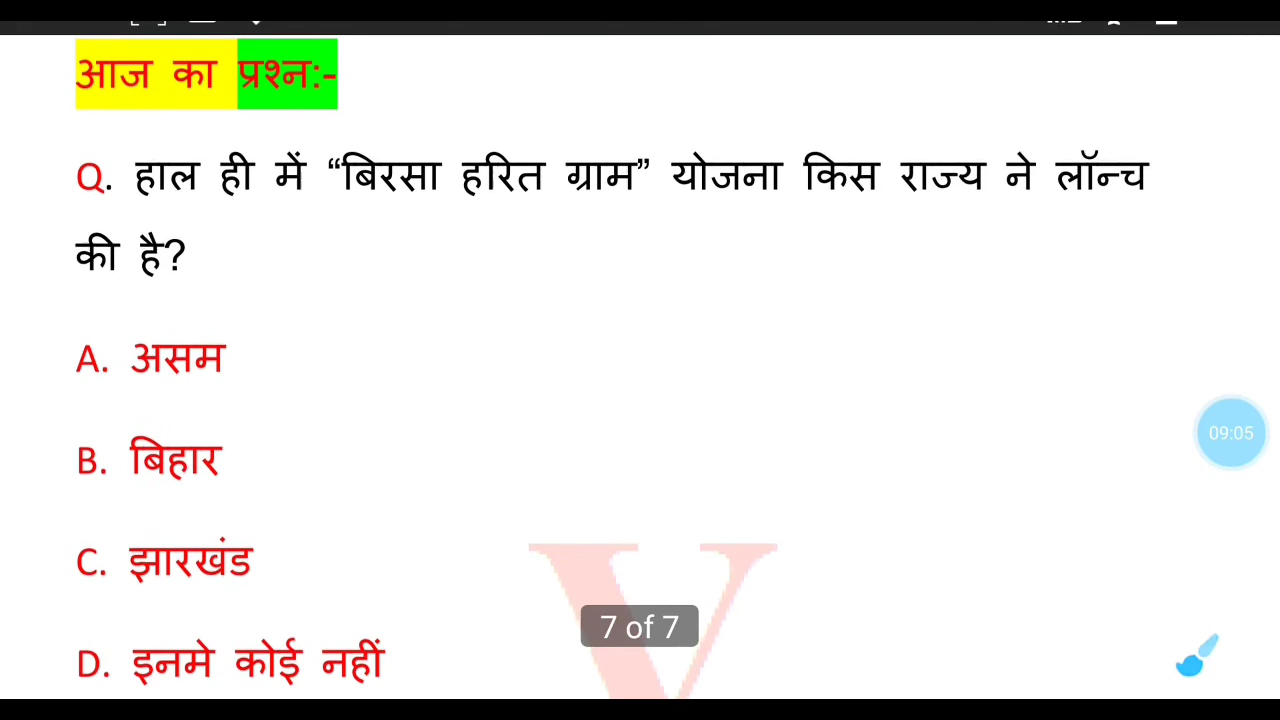 आज का प्रश्न:-
Q. हाल ही में “बिरसा हरित ग्राम” योजना किस राज्य ने लॉन्च
की है?
A. असम
B. बिहार
09:05
C. झारखंड
V
7 of 7
D. इनमे कोई नहीं